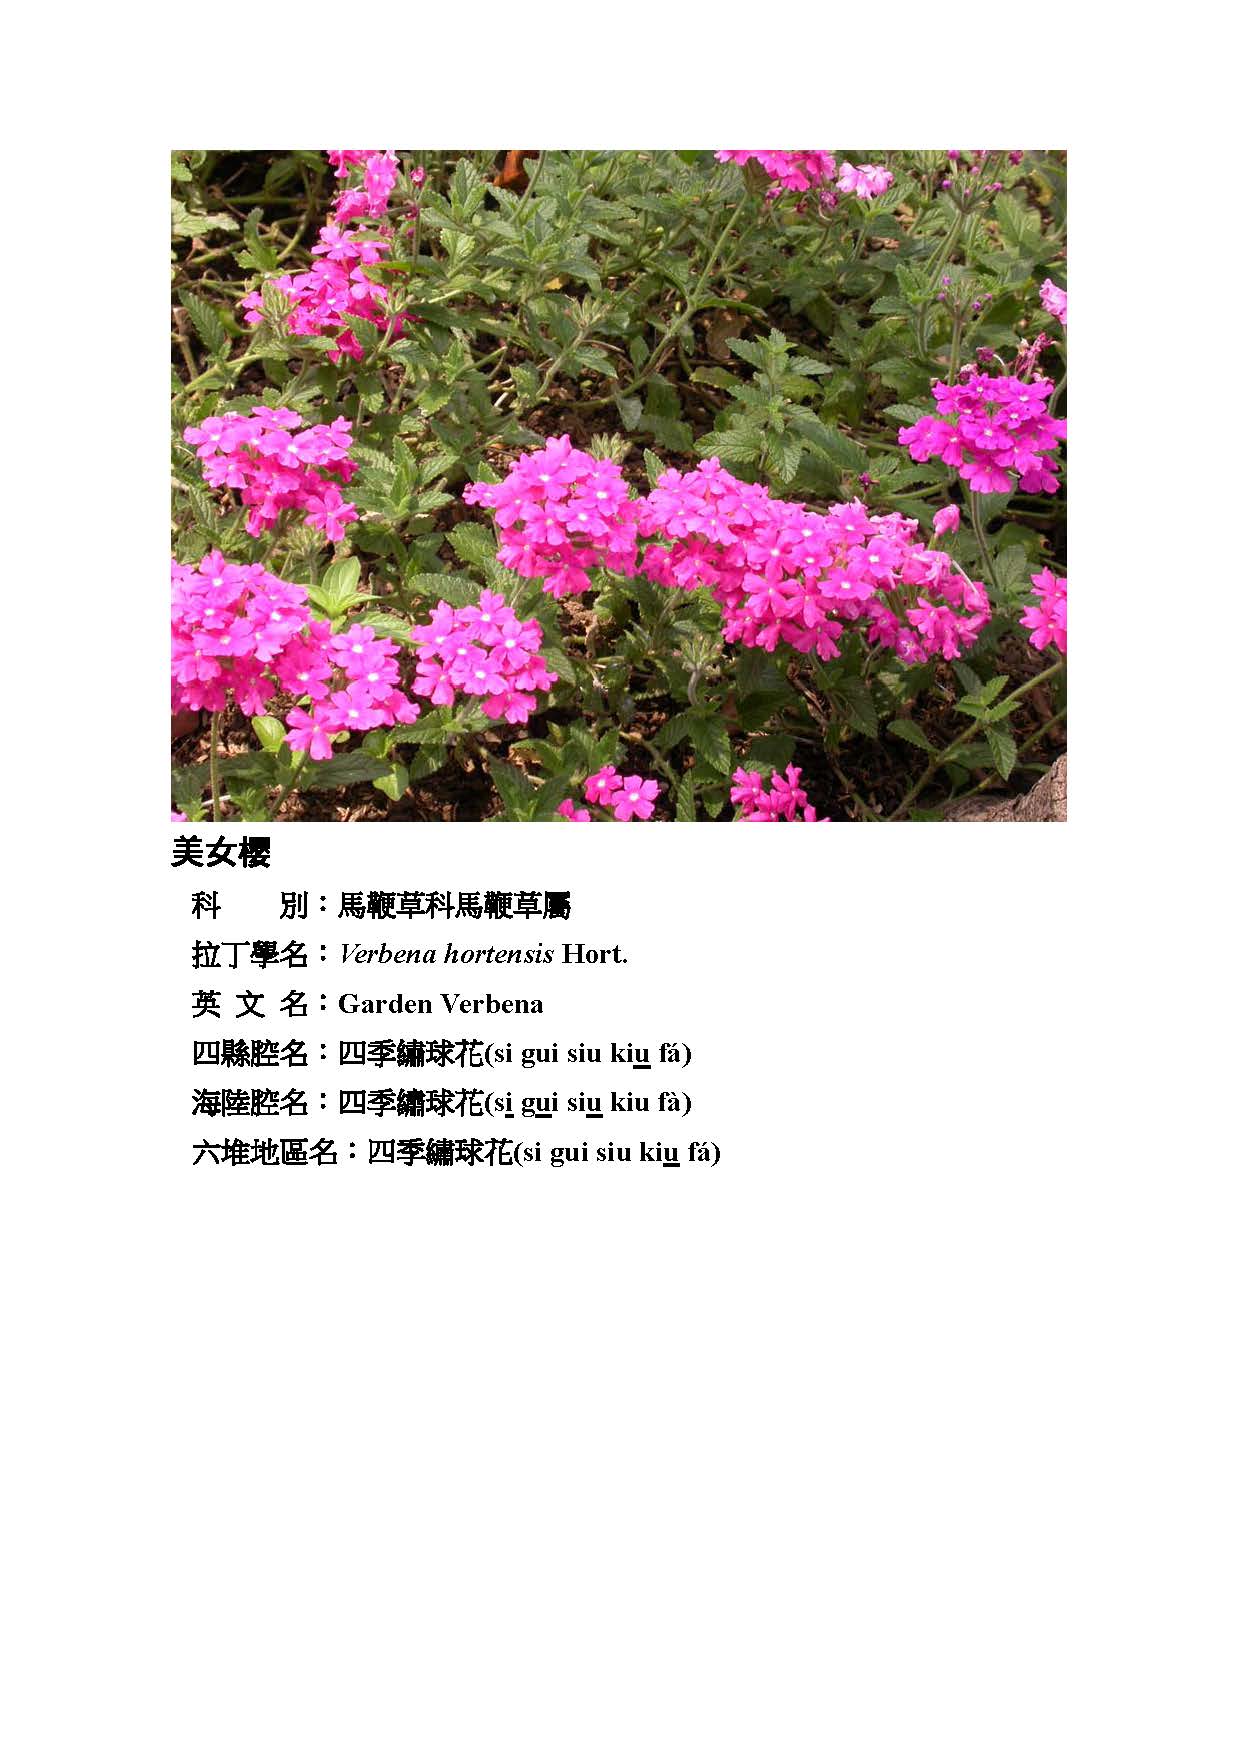 美女櫻
科　　別：馬鞭草科馬鞭草屬
拉丁學名：Verbena hortensis Hort.
英 文 名：Garden Verbena
四縣腔名：四季繡球花(si gui siu kiu fá)
海陸腔名：四季繡球花(si gui siu kiu fà)
六堆地區名：四季繡球花(si gui siu kiu fá)